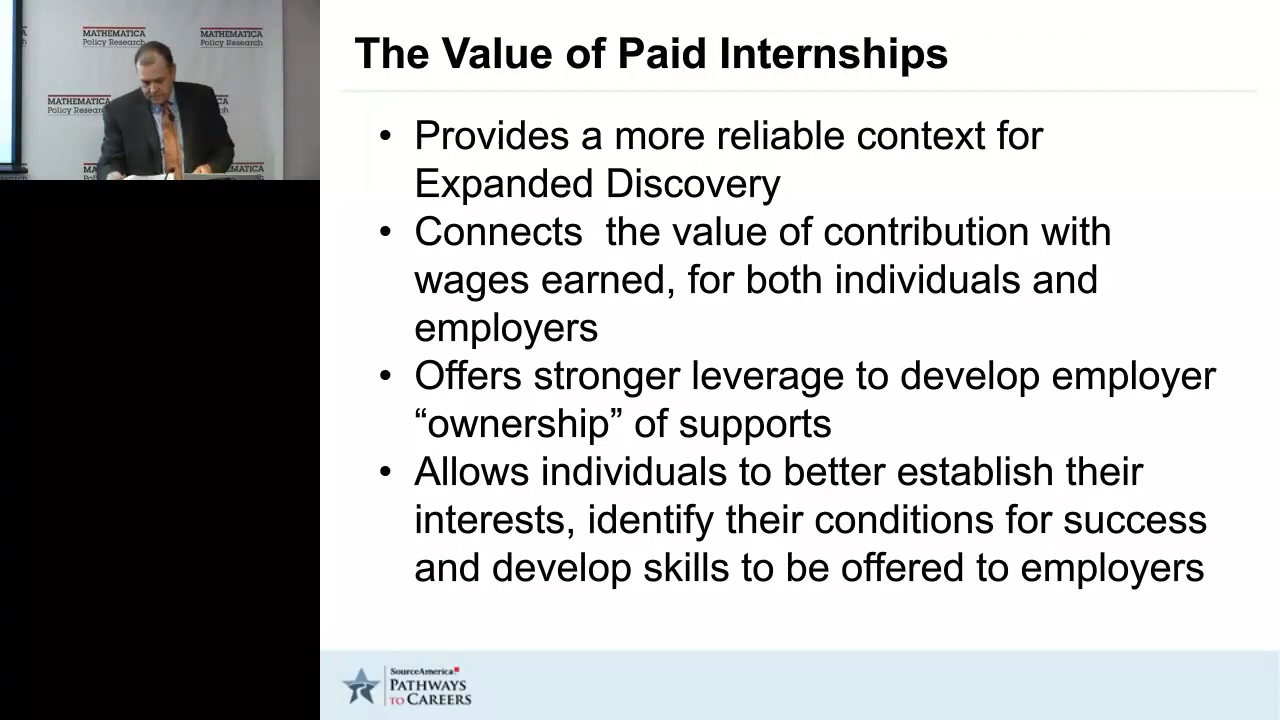 MATHEMATICA
Policy Research
MATHEMATICA
Policy Research
MATHEMATICA
Policy Research
The Value of Paid Internships
• Provides a more reliable context for
Expanded Discovery
• Connects  the value of contribution with
wages earned, for both individuals and
employers
• Offers stronger leverage to develop employer
“ownership” of supports
• Allows individuals to better establish their
interests, identify their conditions for success
and develop skills to be offered to employers
SourceAmerica
PATHWAYS
TO CAREERS